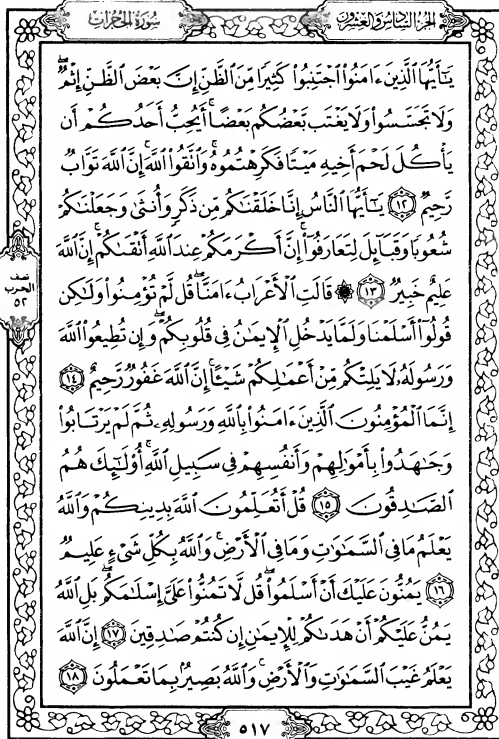 الجزء السادس والعشرون
سورة الحجرات
يَـٰٓأَيُّهَا ٱلَّذِينَ ءَامَنُوا۟ ٱجْتَنِبُوا۟ كَثِيرًا مِّنَ ٱلظَّنِّ إِنَّ بَعْضَ ٱلظَّنِّ إِثْمٌ ۖ
وَلَا تَجَسَّسُوا۟ وَلَا يَغْتَب بَّعْضُكُم بَعْضًا ۚ أَيُحِبُّ أَحَدُكُمْ أَن
يَأْكُلَ لَحْمَ أَخِيهِ مَيْتًا فَكَرِهْتُمُوهُ ۚ وَٱتَّقُوا۟ ٱللَّهَ ۚ إِنَّ ٱللَّهَ تَوَّابٌ
رَّحِيمٌ ١٢ يَـٰٓأَيُّهَا ٱلنَّاسُ إِنَّا خَلَقْنَـٰكُم مِّن ذَكَرٍ وَأُنثَىٰ وَجَعَلْنَـٰكُمْ
شُعُوبًا وَقَبَآئِلَ لِتَعَارَفُوٓا۟ ۚ إِنَّ أَكْرَمَكُمْ عِندَ ٱللَّهِ أَتْقَىٰكُمْ ۚ إِنَّ ٱللَّهَ
عَلِيمٌ خَبِيرٌ ١٣ ۞ قَالَتِ ٱلْأَعْرَابُ ءَامَنَّا ۖ قُل لَّمْ تُؤْمِنُوا۟ وَلَـٰكِن
قُولُوٓا۟ أَسْلَمْنَا وَلَمَّا يَدْخُلِ ٱلْإِيمَـٰنُ فِى قُلُوبِكُمْ ۖ وَإِن تُطِيعُوا۟ ٱللَّهَ
وَرَسُولَهُۥ لَا يَلِتْكُم مِّنْ أَعْمَـٰلِكُمْ شَيْـًٔا ۚ إِنَّ ٱللَّهَ غَفُورٌ رَّحِيمٌ ١٤
إِنَّمَا ٱلْمُؤْمِنُونَ ٱلَّذِينَ ءَامَنُوا۟ بِٱللَّهِ وَرَسُولِهِۦ ثُمَّ لَمْ يَرْتَابُوا۟
وَجَـٰهَدُوا۟ بِأَمْوَٰلِهِمْ وَأَنفُسِهِمْ فِى سَبِيلِ ٱللَّهِ ۚ أُو۟لَـٰٓئِكَ هُمُ
ٱلصَّـٰدِقُونَ ١٥ قُلْ أَتُعَلِّمُونَ ٱللَّهَ بِدِينِكُمْ وَٱللَّهُ
يَعْلَمُ مَا فِى ٱلسَّمَـٰوَٰتِ وَمَا فِى ٱلْأَرْضِ ۚ وَٱللَّهُ بِكُلِّ شَىْءٍ عَلِيمٌ
١٦ يَمُنُّونَ عَلَيْكَ أَنْ أَسْلَمُوا۟ ۖ قُل لَّا تَمُنُّوا۟ عَلَىَّ إِسْلَـٰمَكُم ۖ بَلِ ٱللَّهُ
يَمُنُّ عَلَيْكُمْ أَنْ هَدَىٰكُمْ لِلْإِيمَـٰنِ إِن كُنتُمْ صَـٰدِقِينَ ١٧ إِنَّ ٱللَّهَ
يَعْلَمُ غَيْبَ ٱلسَّمَـٰوَٰتِ وَٱلْأَرْضِ ۚ وَٱللَّهُ بَصِيرٌۢ بِمَا تَعْمَلُونَ ١٨
نصف
الحزب
٥٢
٥١٧